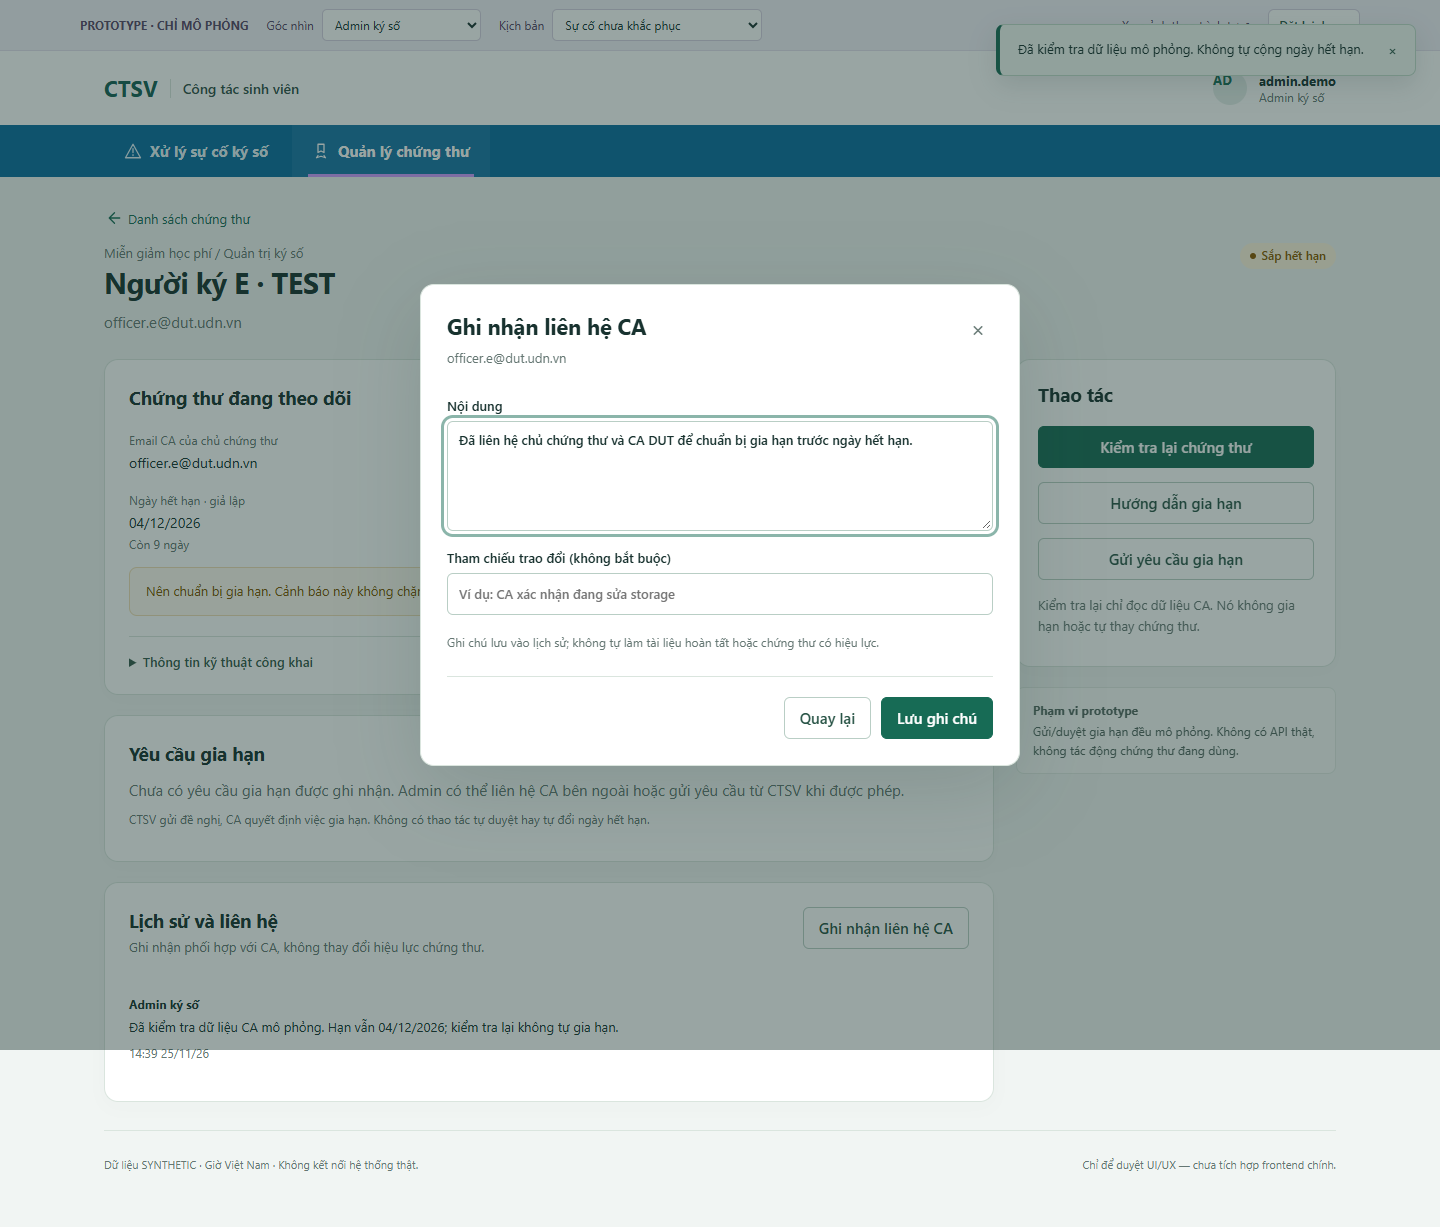 PROTOTYPE · CHỈ MÔ PHỎNG
Góc nhìn
Admin ký số
Kịch bản
Sự cố chưa khắc phục
Đã kiểm tra dữ liệu mô phỏng. Không tự cộng ngày hết hạn.
×
CTSV
Công tác sinh viên
AD
admin.demo
Admin ký số
Xử lý sự cố ký số
Quản lý chứng thư
Danh sách chứng thư
Miễn giảm học phí / Quản trị ký số
Người ký E · TEST
officer.e@dut.udn.vn
Sắp hết hạn
Chứng thư đang theo dõi
Email CA của chủ chứng thư
officer.e@dut.udn.vn
Ngày hết hạn · giả lập
04/12/2026
Còn 9 ngày
Nên chuẩn bị gia hạn. Cảnh báo này không chặn
Thông tin kỹ thuật công khai
Ghi nhận liên hệ CA
×
officer.e@dut.udn.vn
Nội dung
Đã liên hệ chủ chứng thư và CA DUT để chuẩn bị gia hạn trước ngày hết hạn.
Tham chiếu trao đổi (không bắt buộc)
Ví dụ: CA xác nhận đang sửa storage
Ghi chú lưu vào lịch sử; không tự làm tài liệu hoàn tất hoặc chứng thư có hiệu lực.
Quay lại
Lưu ghi chú
Thao tác
Kiểm tra lại chứng thư
Hướng dẫn gia hạn
Gửi yêu cầu gia hạn
Kiểm tra lại chỉ đọc dữ liệu CA. Nó không gia
hạn hoặc tự thay chứng thư.
Phạm vi prototype
Gửi/duyệt gia hạn đều mô phỏng. Không có API thật,
không tác động chứng thư đang dùng.
Yêu cầu gia hạn
Chưa có yêu cầu gia hạn được ghi nhận. Admin có thể liên hệ CA bên ngoài hoặc gửi yêu cầu từ CTSV khi được phép.
CTSV gửi đề nghị, CA quyết định việc gia hạn. Không có thao tác tự duyệt hay tự đổi ngày hết hạn.
Lịch sử và liên hệ
Ghi nhận phối hợp với CA, không thay đổi hiệu lực chứng thư.
Ghi nhận liên hệ CA
Admin ký số
Đã kiểm tra dữ liệu CA mô phỏng. Hạn vẫn 04/12/2026; kiểm tra lại không tự gia hạn.
14:39 25/11/26
Dữ liệu SYNTHETIC · Giờ Việt Nam · Không kết nối hệ thống thật.
Chỉ để duyệt UI/UX — chưa tích hợp frontend chính.